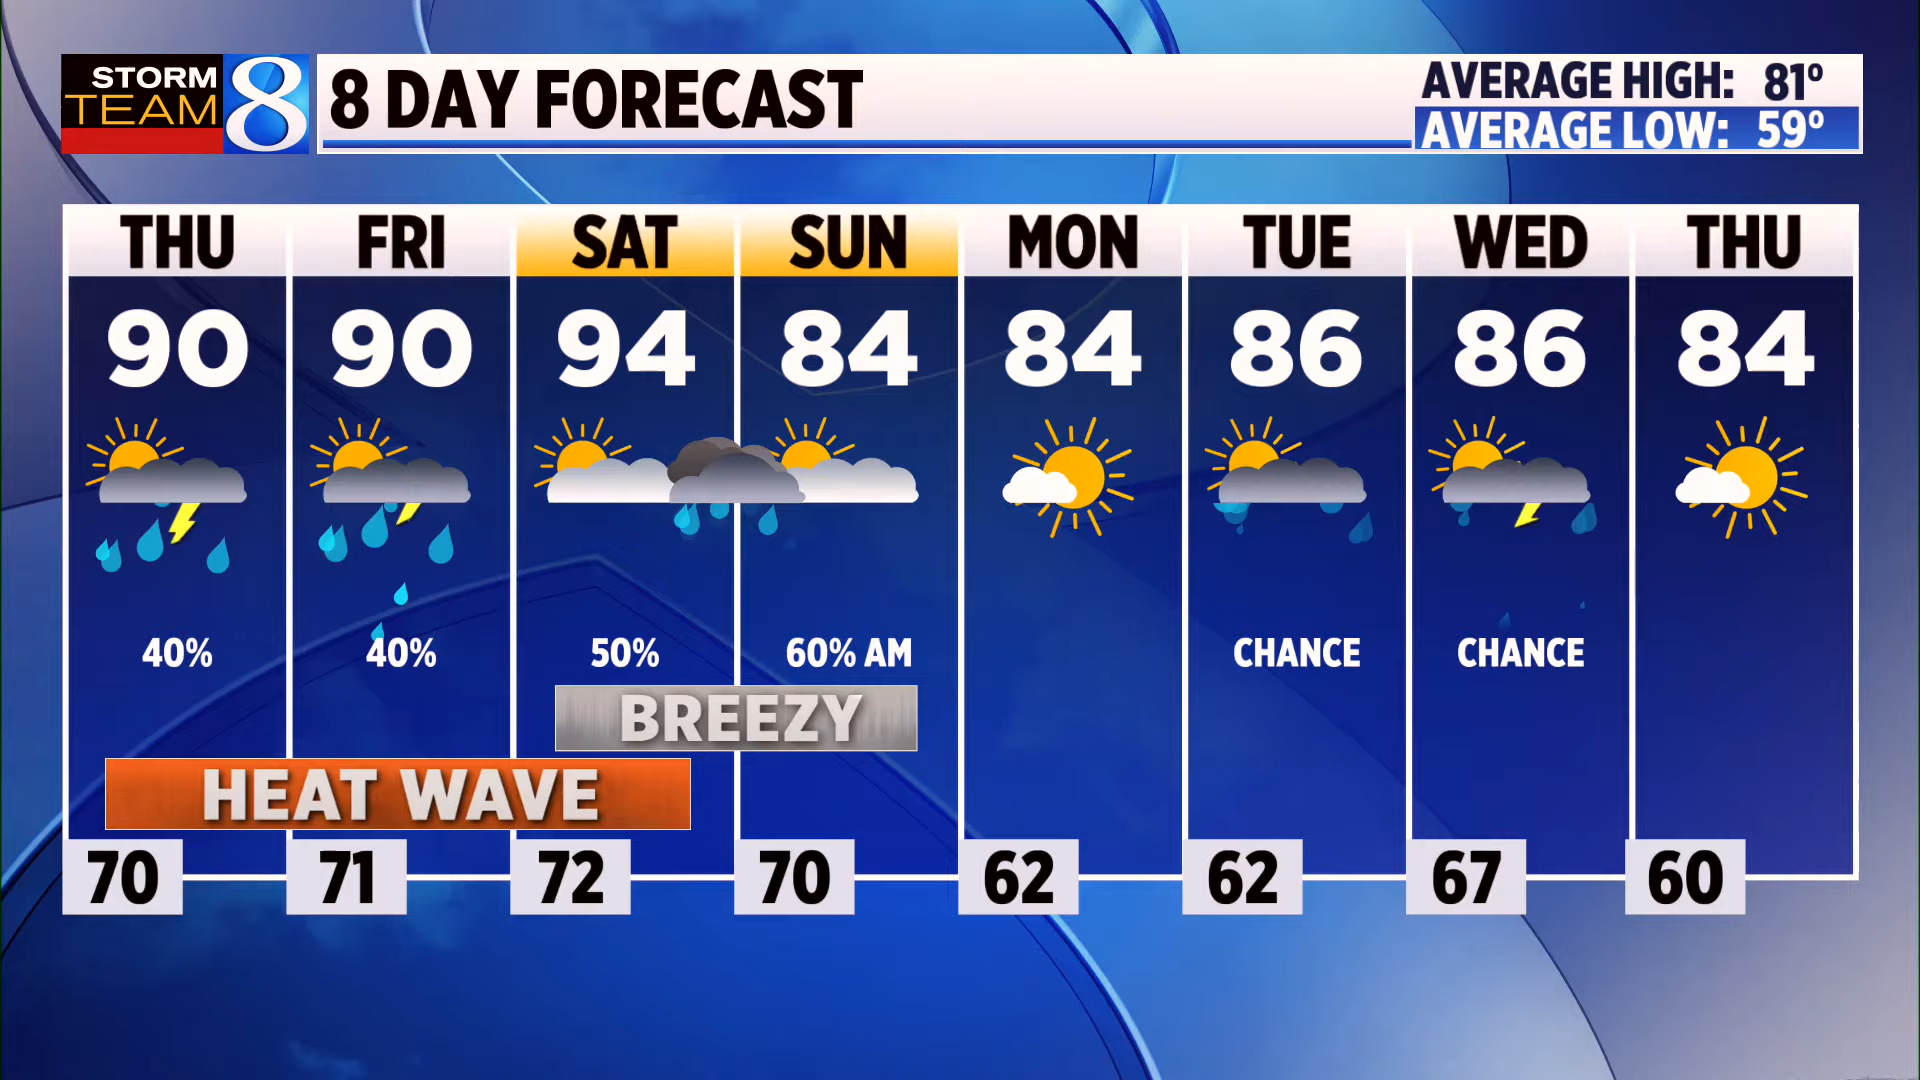 STORM
TEAM
8
8 DAY FORECAST
AVERAGE HIGH: 81º
AVERAGE LOW: 59º
THU FRI SAT SUN MON TUE WED THU
90 90 94 84 84 86 86 84
40% 40% 50% 60% AM CHANCE CHANCE
BREEZY
HEAT WAVE
70 71 72 70 62 62 67 60